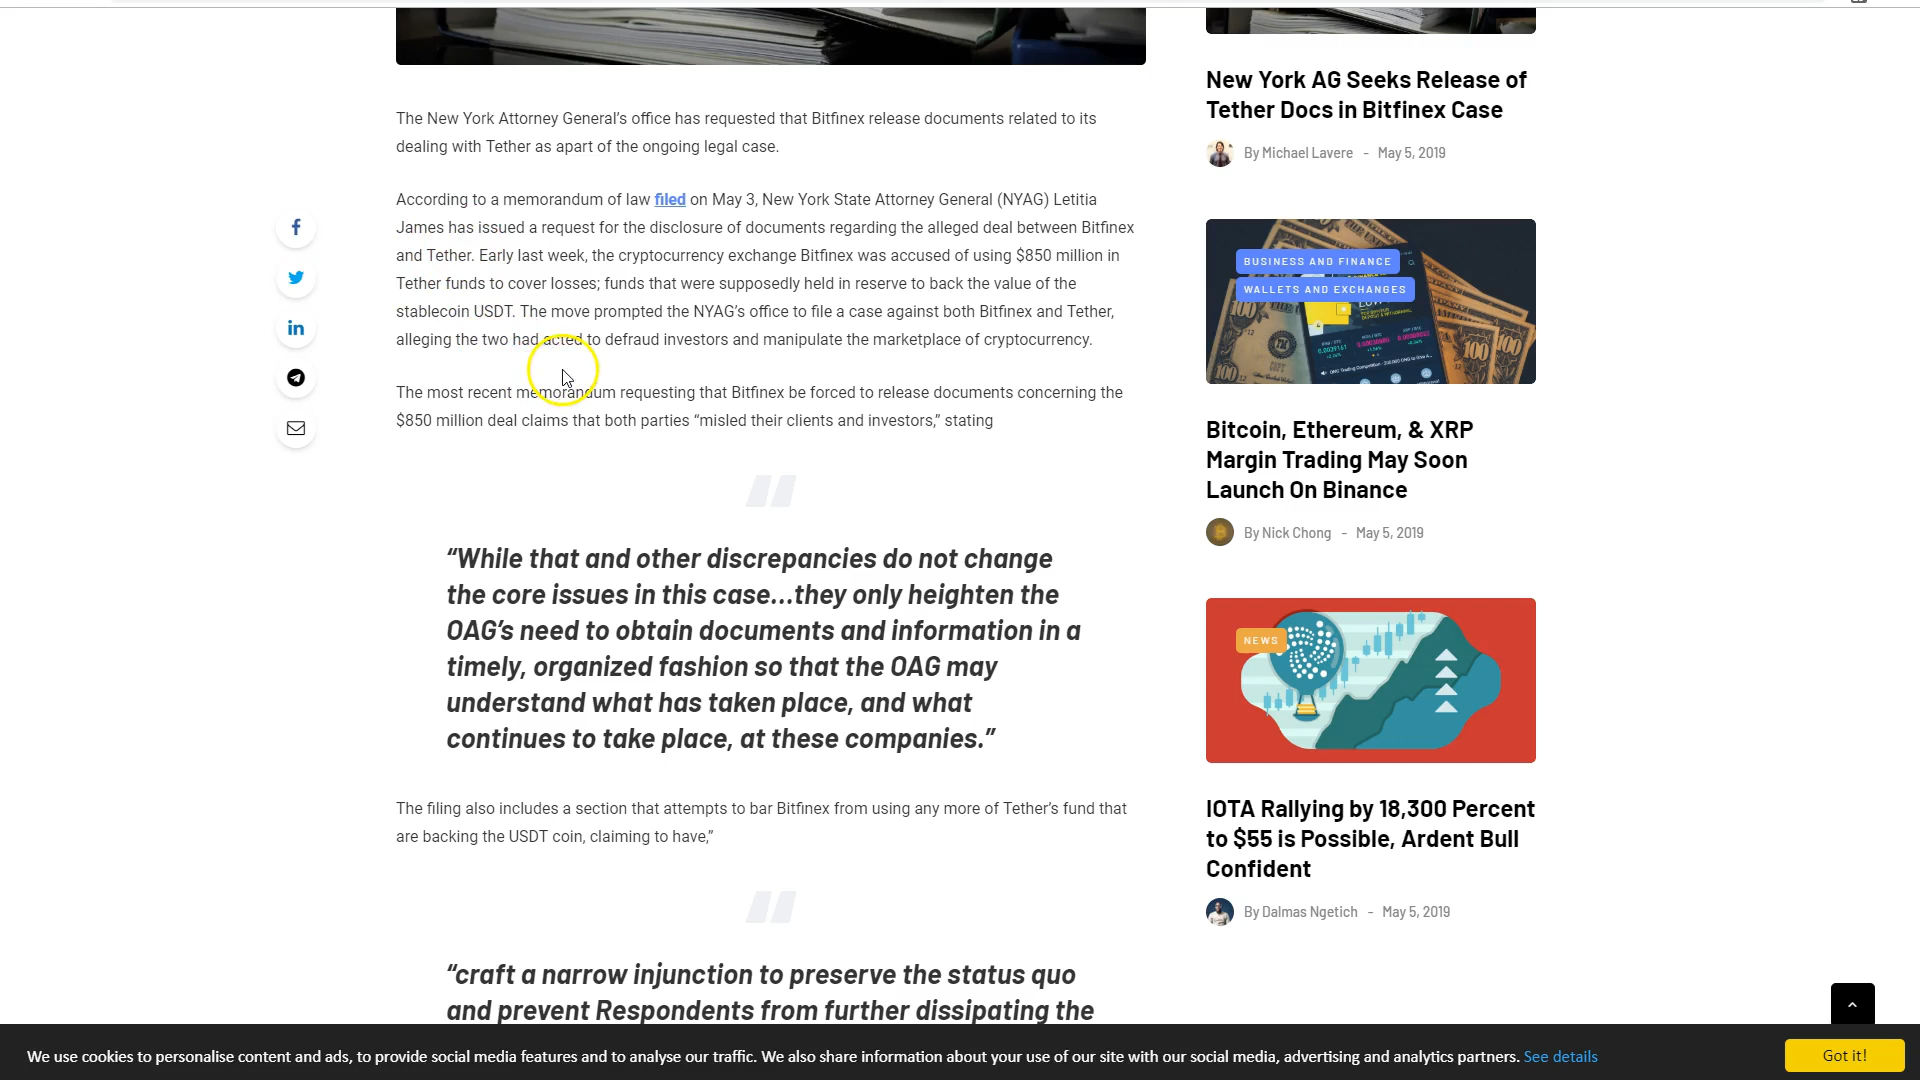 The New York Attorney General’s office has requested that Bitfinex release documents related to its
dealing with Tether as apart of the ongoing legal case.
According to a memorandum of law filed on May 3, New York State Attorney General (NYAG) Letitia
James has issued a request for the disclosure of documents regarding the alleged deal between Bitfinex
and Tether. Early last week, the cryptocurrency exchange Bitfinex was accused of using $850 million in
Tether funds to cover losses; funds that were supposedly held in reserve to back the value of the
stablecoin USDT. The move prompted the NYAG’s office to file a case against both Bitfinex and Tether,
alleging the two had acted to defraud investors and manipulate the marketplace of cryptocurrency.
The most recent memorandum requesting that Bitfinex be forced to release documents concerning the
$850 million deal claims that both parties “misled their clients and investors,” stating
“While that and other discrepancies do not change
the core issues in this case…they only heighten the
OAG’s need to obtain documents and information in a
timely, organized fashion so that the OAG may
understand what has taken place, and what
continues to take place, at these companies.”
The filing also includes a section that attempts to bar Bitfinex from using any more of Tether’s fund that
are backing the USDT coin, claiming to have,”
“craft a narrow injunction to preserve the status quo
and prevent Respondents from further dissipating the
New York AG Seeks Release of
Tether Docs in Bitfinex Case
By Michael Lavere - May 5, 2019
BUSINESS AND FINANCE
WALLETS AND EXCHANGES
100
100
100
Bitcoin, Ethereum, & XRP
Margin Trading May Soon
Launch On Binance
By Nick Chong - May 5, 2019
NEWS
IOTA Rallying by 18,300 Percent
to $55 is Possible, Ardent Bull
Confident
By Dalmas Ngetich - May 5, 2019
We use cookies to personalise content and ads, to provide social media features and to analyse our traffic. We also share information about your use of our site with our social media, advertising and analytics partners. See details
Got it!